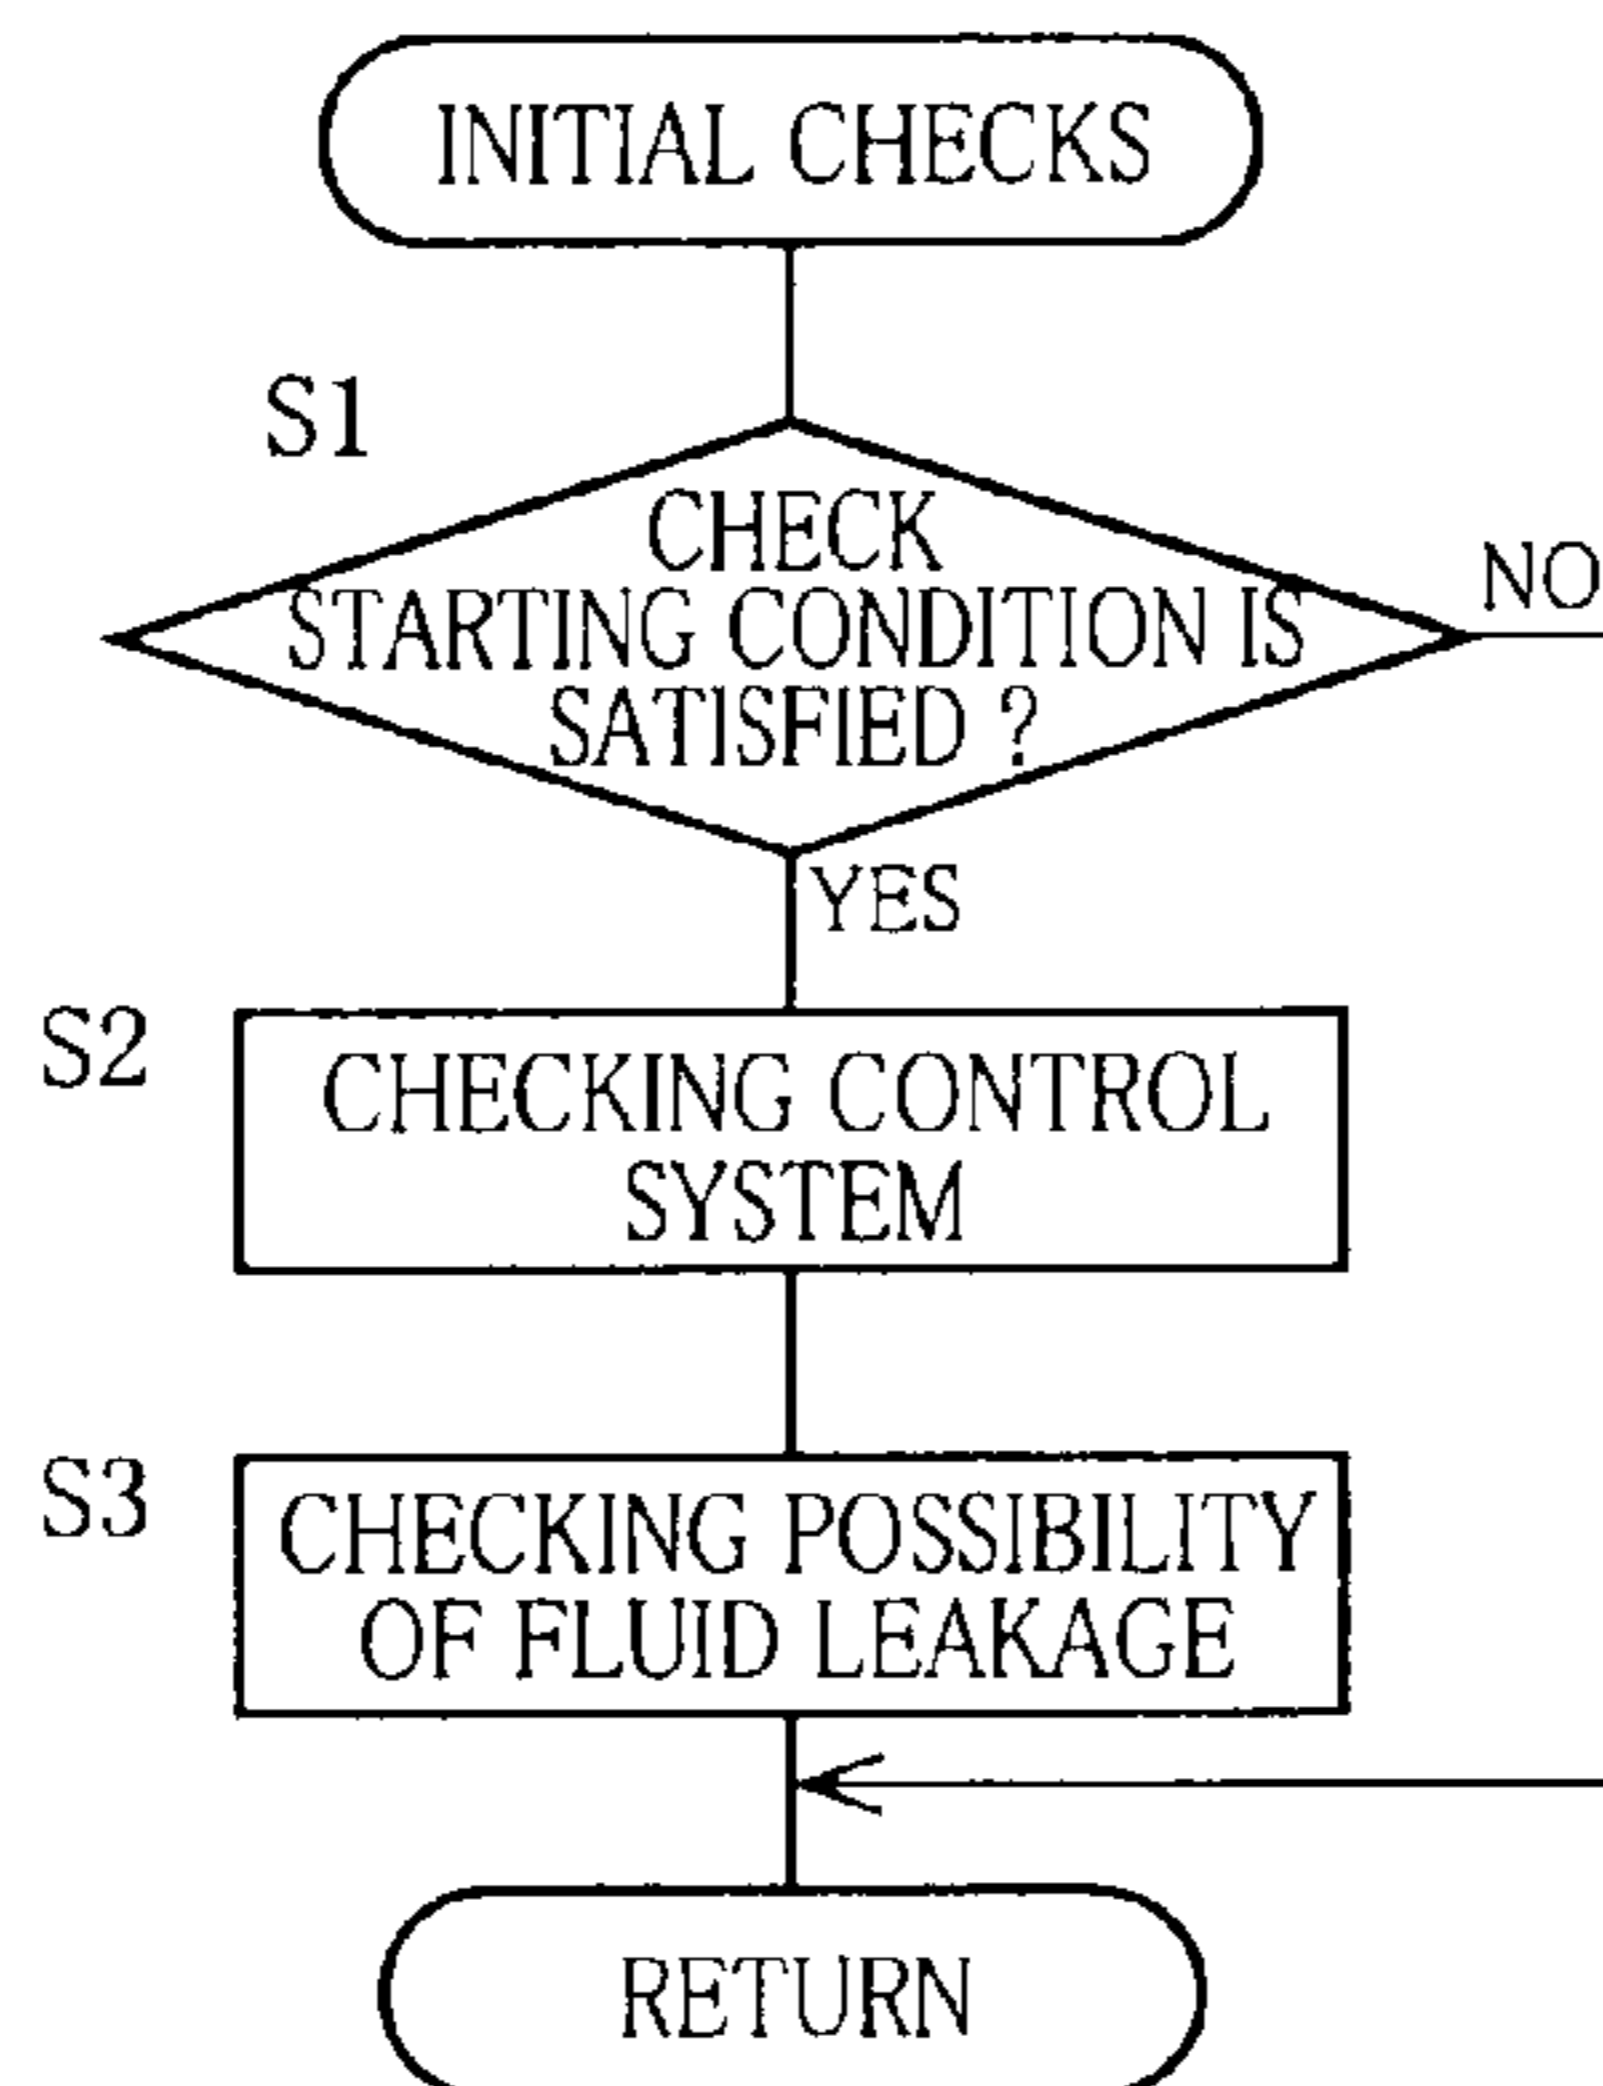 INITIAL CHECKS
S1
CHECK
STARTING CONDITION IS
SATISFIED ?
NO
YES
S2
CHECKING CONTROL
SYSTEM
S3
CHECKING POSSIBILITY
OF FLUID LEAKAGE
RETURN